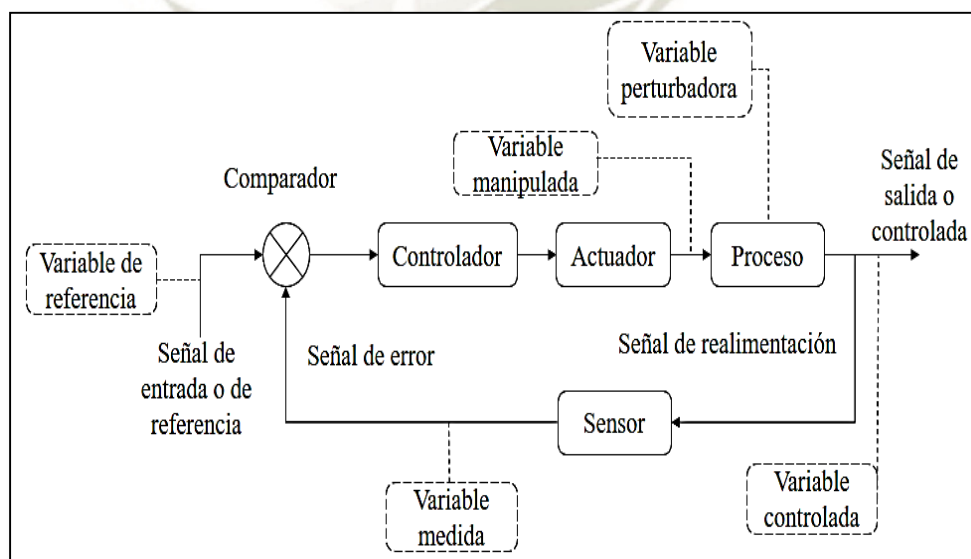 Variable
perturbadora
Variable
manipulada
Señal de
salida o
controlada
Comparador
Variable de
referencia
Controlador
Actuador
Proceso
Señal de
entrada o de
referencia
Señal de error
Señal de realimentación
Sensor
Variable
medida
Variable
controlada